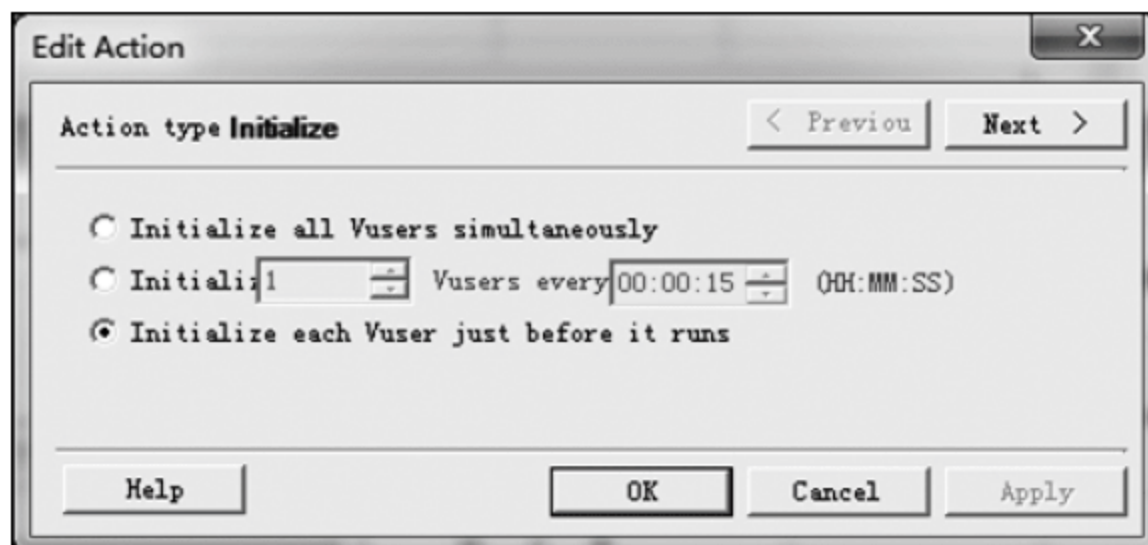 Edit Action
Action type Initialize
< Previou
Next >
Initialize all Vusers simultaneously
Initiali 1 Vusers every 00:00:15 (HH:MM:SS)
Initialize each Vuser just before it runs
Help
OK
Cancel
Apply